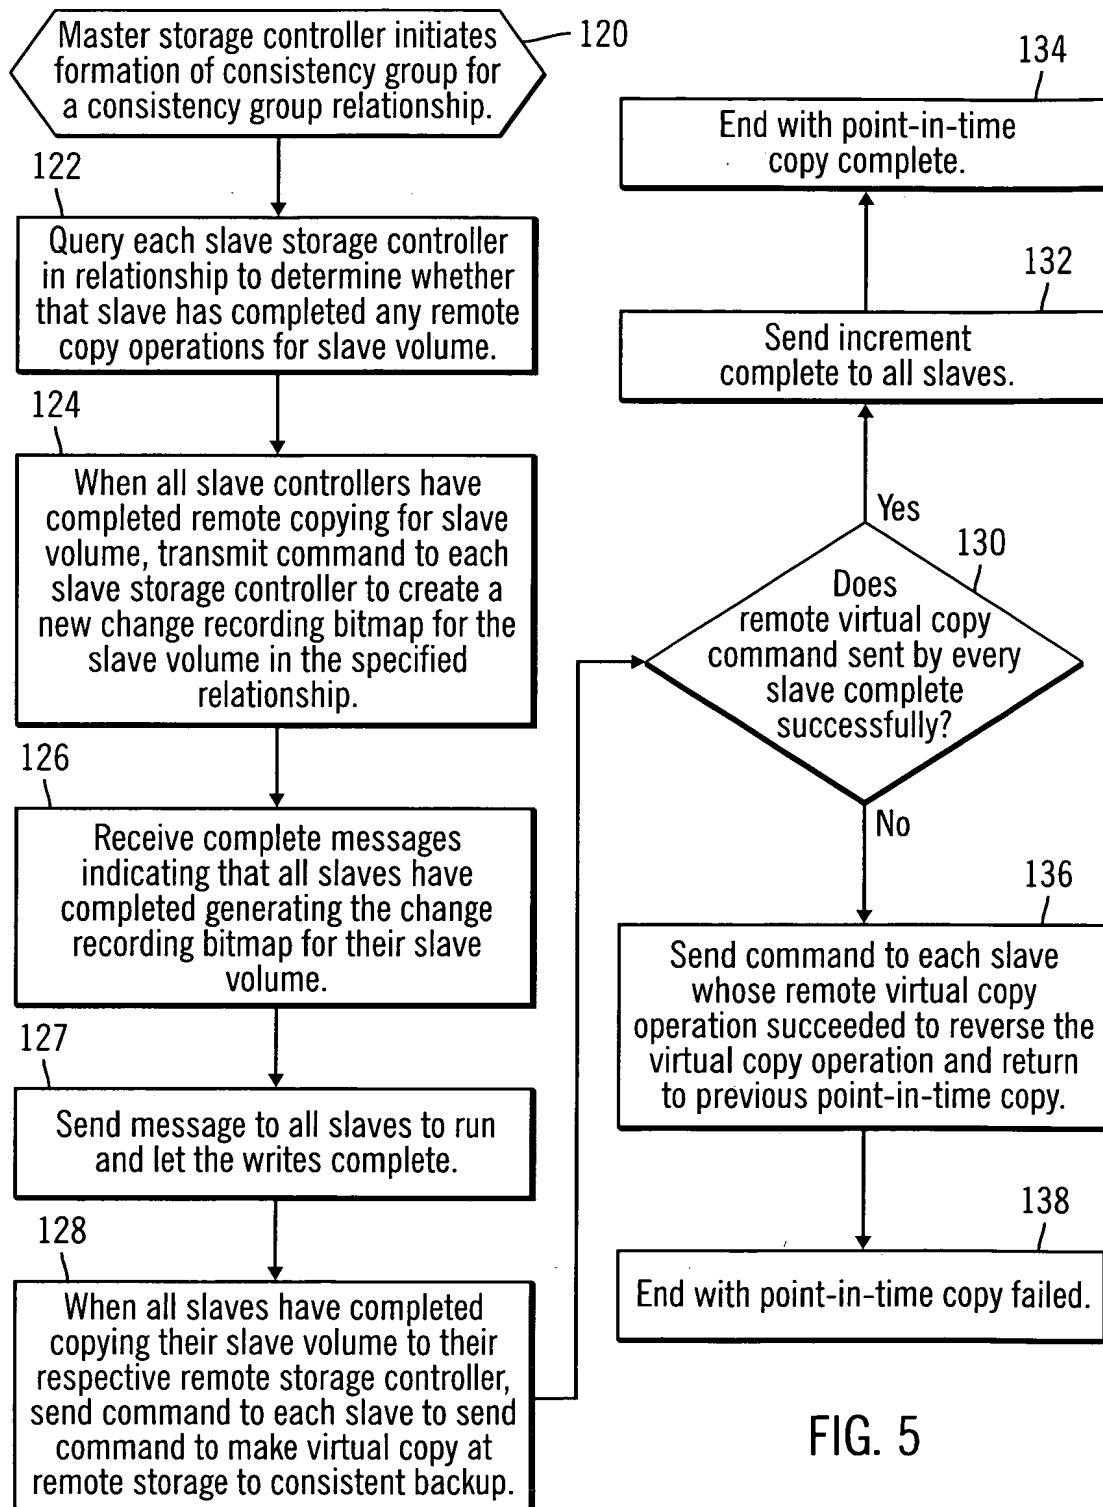 Master storage controller initiates
formation of consistency group for
a consistency group relationship.
120
122
Query each slave storage controller
in relationship to determine whether
that slave has completed any remote
copy operations for slave volume.
124
When all slave controllers have
completed remote copying for slave
volume, transmit command to each
slave storage controller to create a
new change recording bitmap for the
slave volume in the specified
relationship.
126
Receive complete messages
indicating that all slaves have
completed generating the change
recording bitmap for their slave
volume.
127
Send message to all slaves to run
and let the writes complete.
128
When all slaves have completed
copying their slave volume to their
respective remote storage controller,
send command to each slave to send
command to make virtual copy at
remote storage to consistent backup.
134
End with point-in-time
copy complete.
132
Send increment
complete to all slaves.
Yes
130
Does
remote virtual copy
command sent by every
slave complete
successfully?
No
136
Send command to each slave
whose remote virtual copy
operation succeeded to reverse the
virtual copy operation and return
to previous point-in-time copy.
138
End with point-in-time copy failed.
FIG. 5